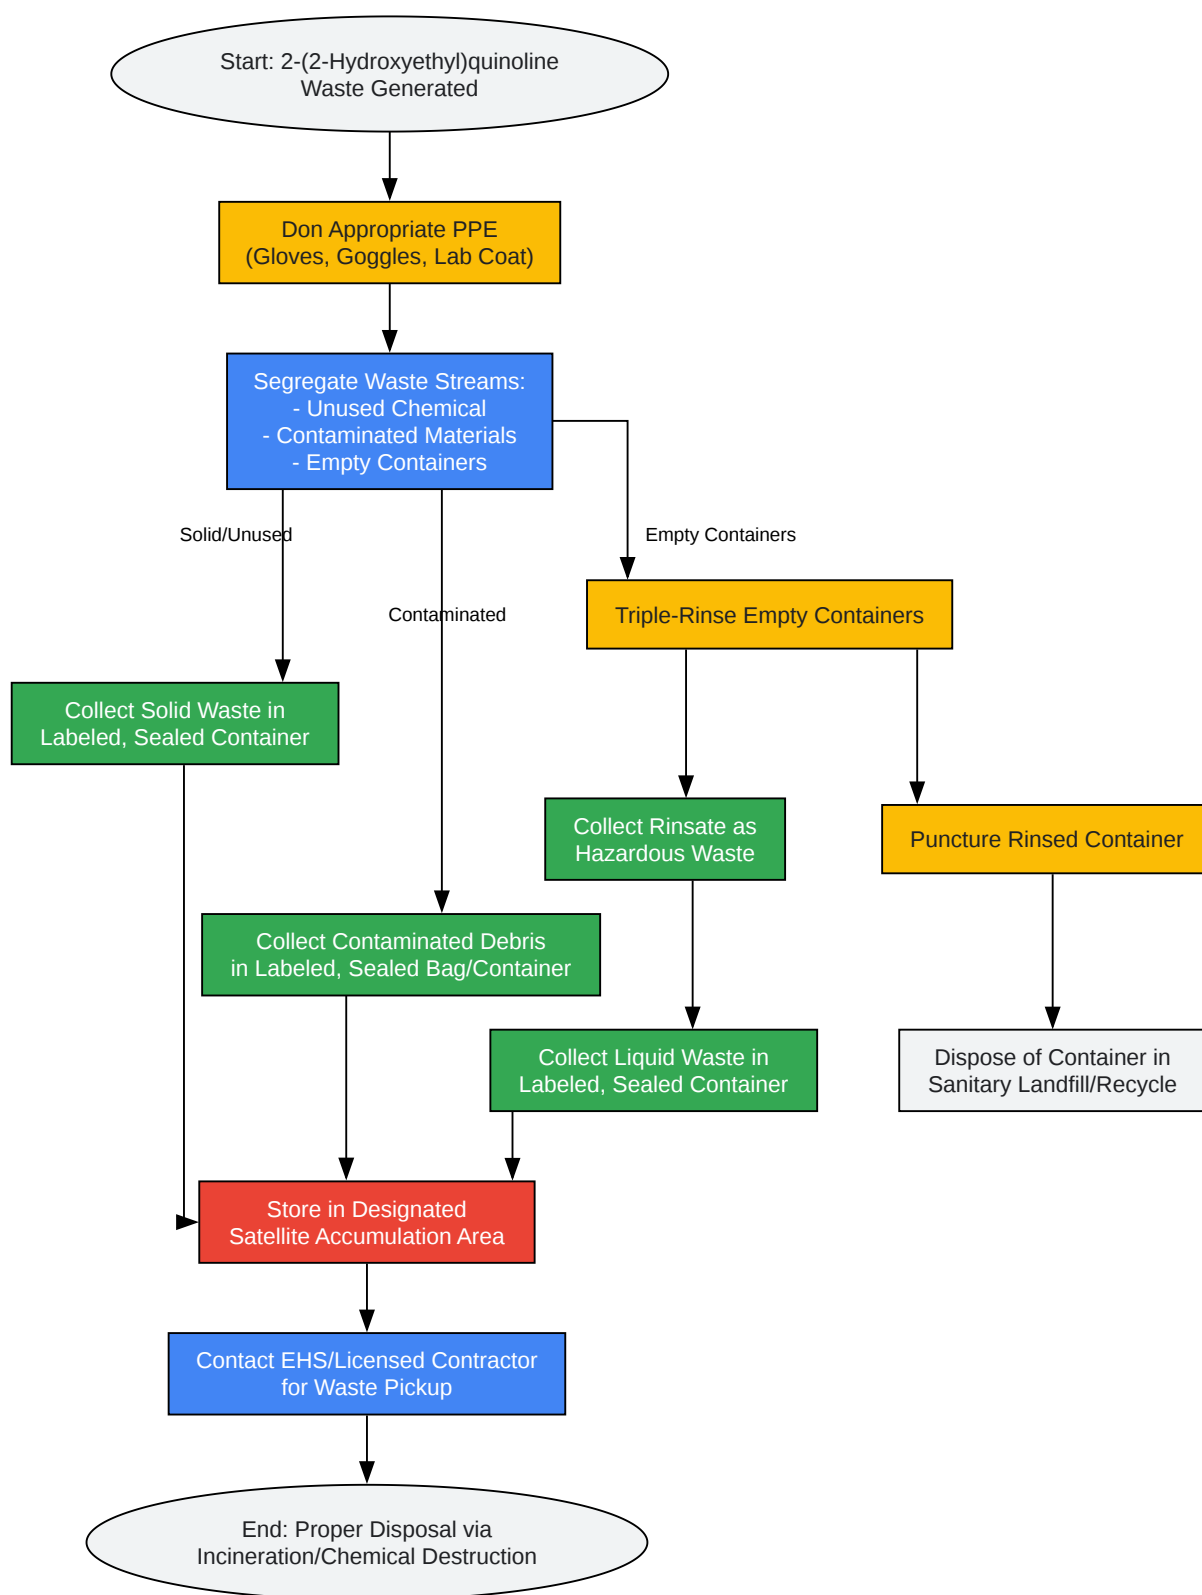 Start: 2-(2-Hydroxyethyl)quinoline
Waste Generated
Don Appropriate PPE
(Gloves, Goggles, Lab Coat)
Segregate Waste Streams:
- Unused Chemical
- Contaminated Materials
- Empty Containers
Solid/Unused
Empty Containers
Contaminated
Triple-Rinse Empty Containers
Collect Solid Waste in
Labeled, Sealed Container
Collect Rinsate as
Hazardous Waste
Puncture Rinsed Container
Collect Contaminated Debris
in Labeled, Sealed Bag/Container
Collect Liquid Waste in
Labeled, Sealed Container
Dispose of Container in
Sanitary Landfill/Recycle
Store in Designated
Satellite Accumulation Area
Contact EHS/Licensed Contractor
for Waste Pickup
End: Proper Disposal via
Incineration/Chemical Destruction